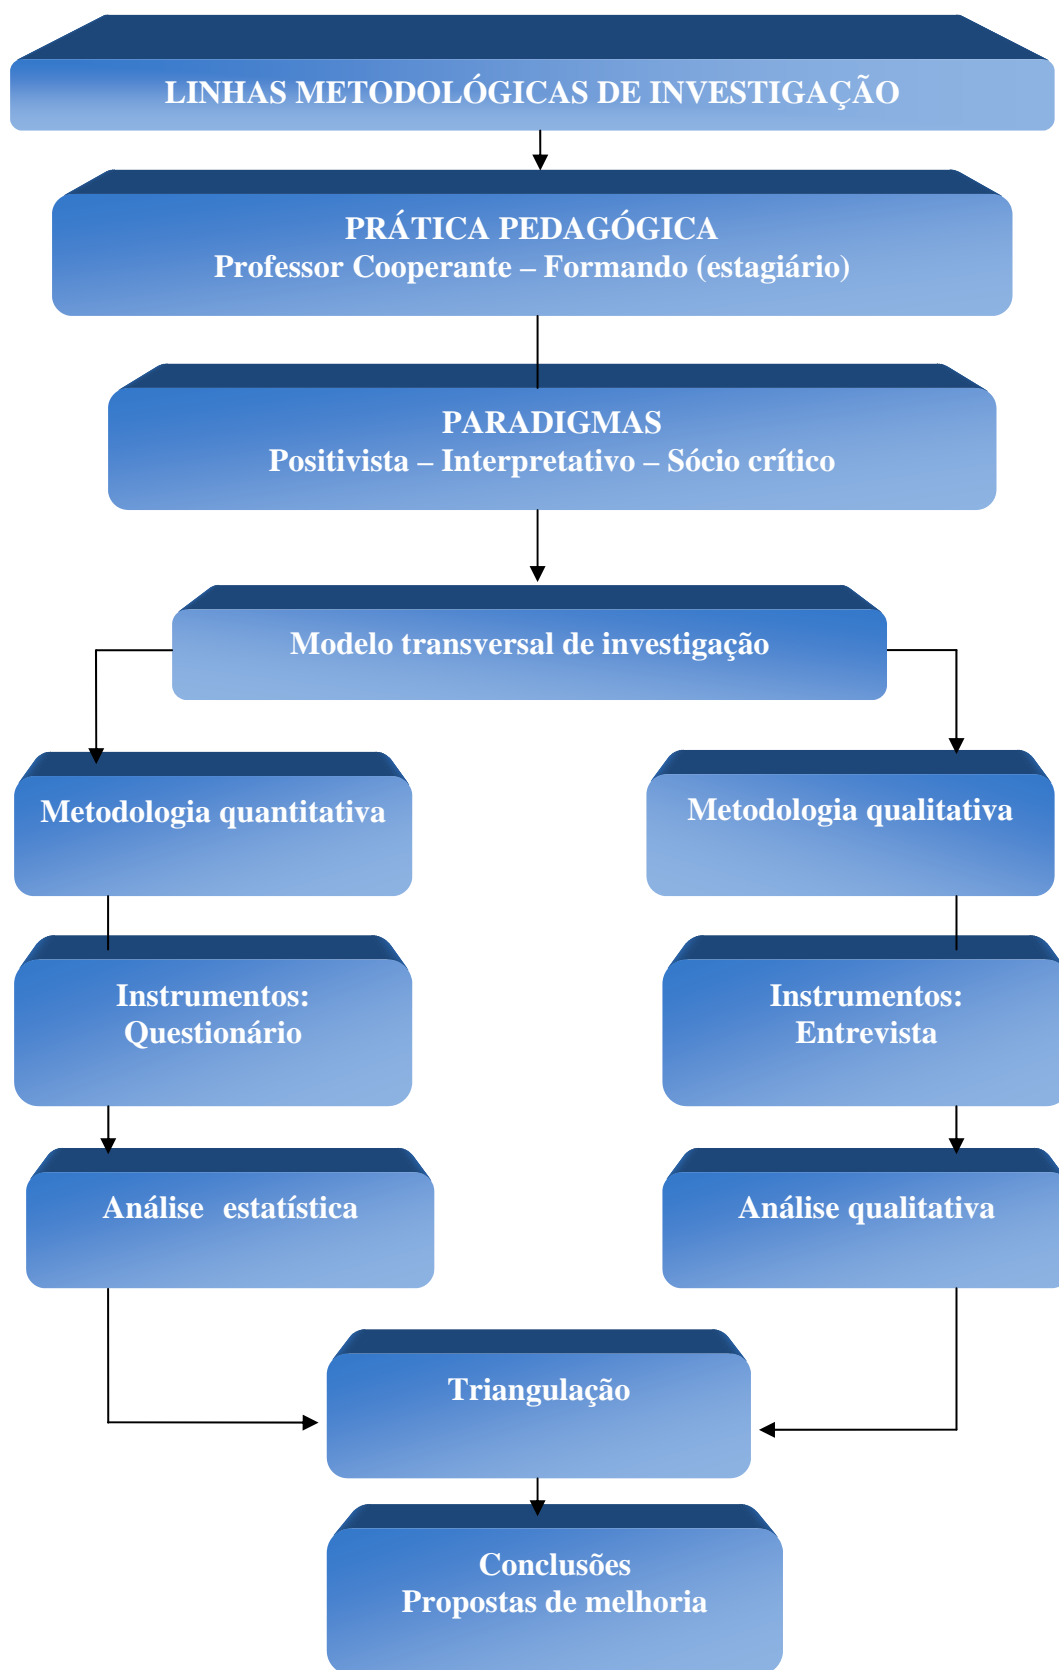 LINHAS METODOLÓGICAS DE INVESTIGAÇÃO
PRÁTICA PEDAGÓGICA
Professor Cooperante – Formando (estagiário)
PARADIGMAS
Positivista – Interpretativo – Sócio crítico
Modelo transversal de investigação
Metodologia quantitativa
Metodologia qualitativa
Instrumentos:
Questionário
Instrumentos:
Entrevista
Análise estatística
Análise qualitativa
Triangulação
Conclusões
Propostas de melhoria